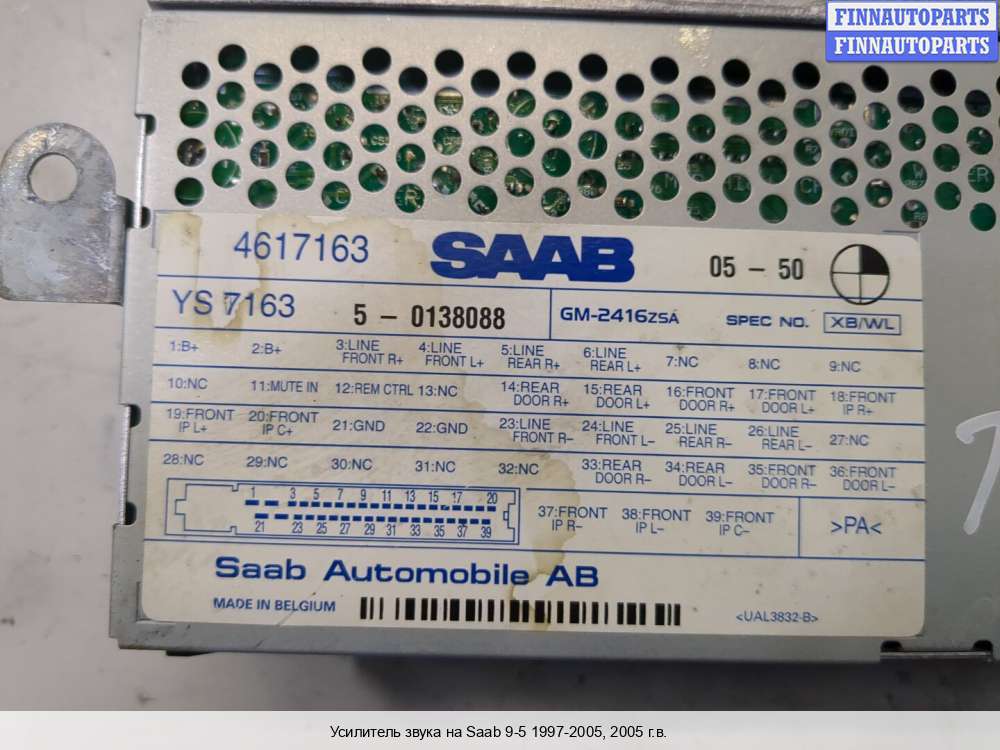 FINNAUTOPARTS
FINNAUTOPARTS
4617163 SAAB 05 – 50
YS 7163 5 – 0138088 GM-2416ZSA SPEC NO. XB/WL
1:B+ 2:B+ 3:LINE FRONT R+ 4:LINE FRONT L+ 5:LINE REAR R+ 6:LINE REAR L+ 7:NC 8:NC 9:NC
10:NC 11:MUTE IN 12:REM CTRL 13:NC 14:REAR DOOR R+ 15:REAR DOOR L+ 16:FRONT DOOR R+ 17:FRONT DOOR L+ 18:FRONT IP R+
19:FRONT IP L+ 20:FRONT IP C+ 21:GND 22:GND 23:LINE FRONT R– 24:LINE FRONT L– 25:LINE REAR R– 26:LINE REAR L– 27:NC
28:NC 29:NC 30:NC 31:NC 32:NC 33:REAR DOOR R– 34:REAR DOOR L– 35:FRONT DOOR R– 36:FRONT DOOR L–
1 3 5 7 9 11 13 15 17 20
21 23 25 27 29 31 33 35 37 39
37:FRONT IP R– 38:FRONT IP L– 39:FRONT IP C– >PA<
Saab Automobile AB
MADE IN BELGIUM <UAL3832-B>
Усилитель звука на Saab 9-5 1997-2005, 2005 г.в.